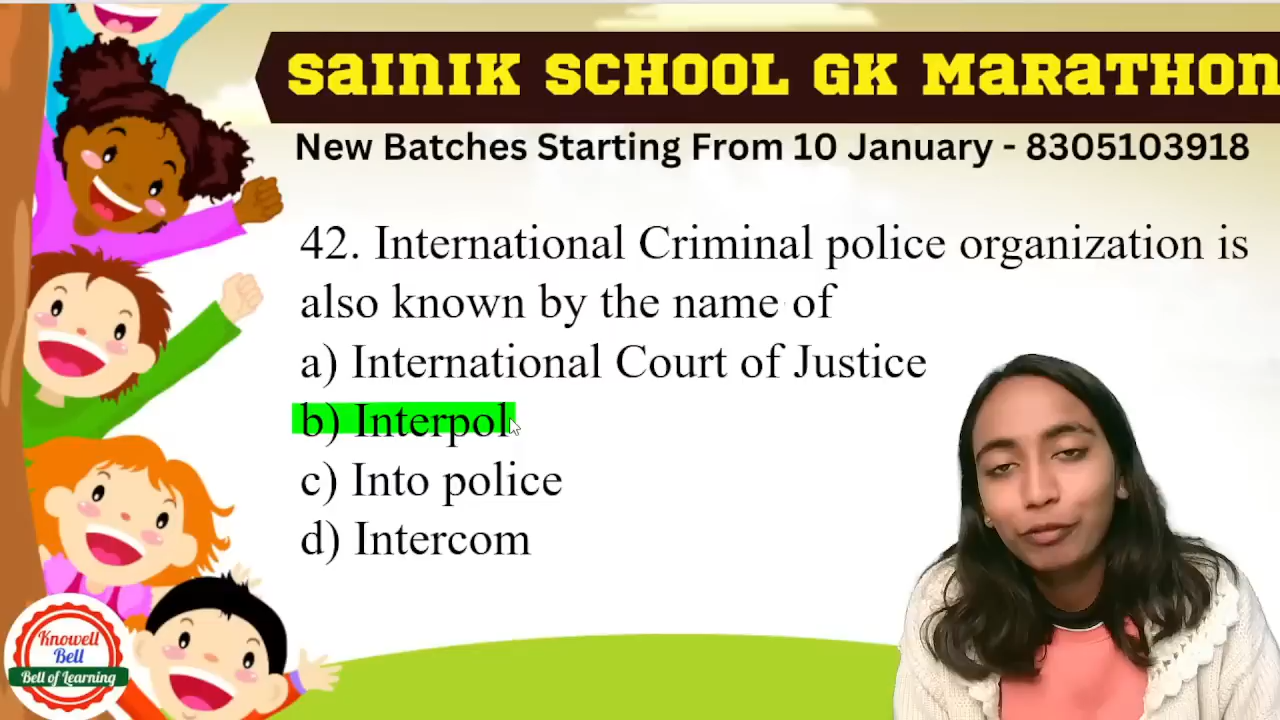 SAINIK SCHOOL GK MARATHON
New Batches Starting From 10 January - 8305103918
42. International Criminal police organization is
also known by the name of
a) International Court of Justice
b) Interpol
c) Into police
d) Intercom
Knowell
Bell
Bell of Learning